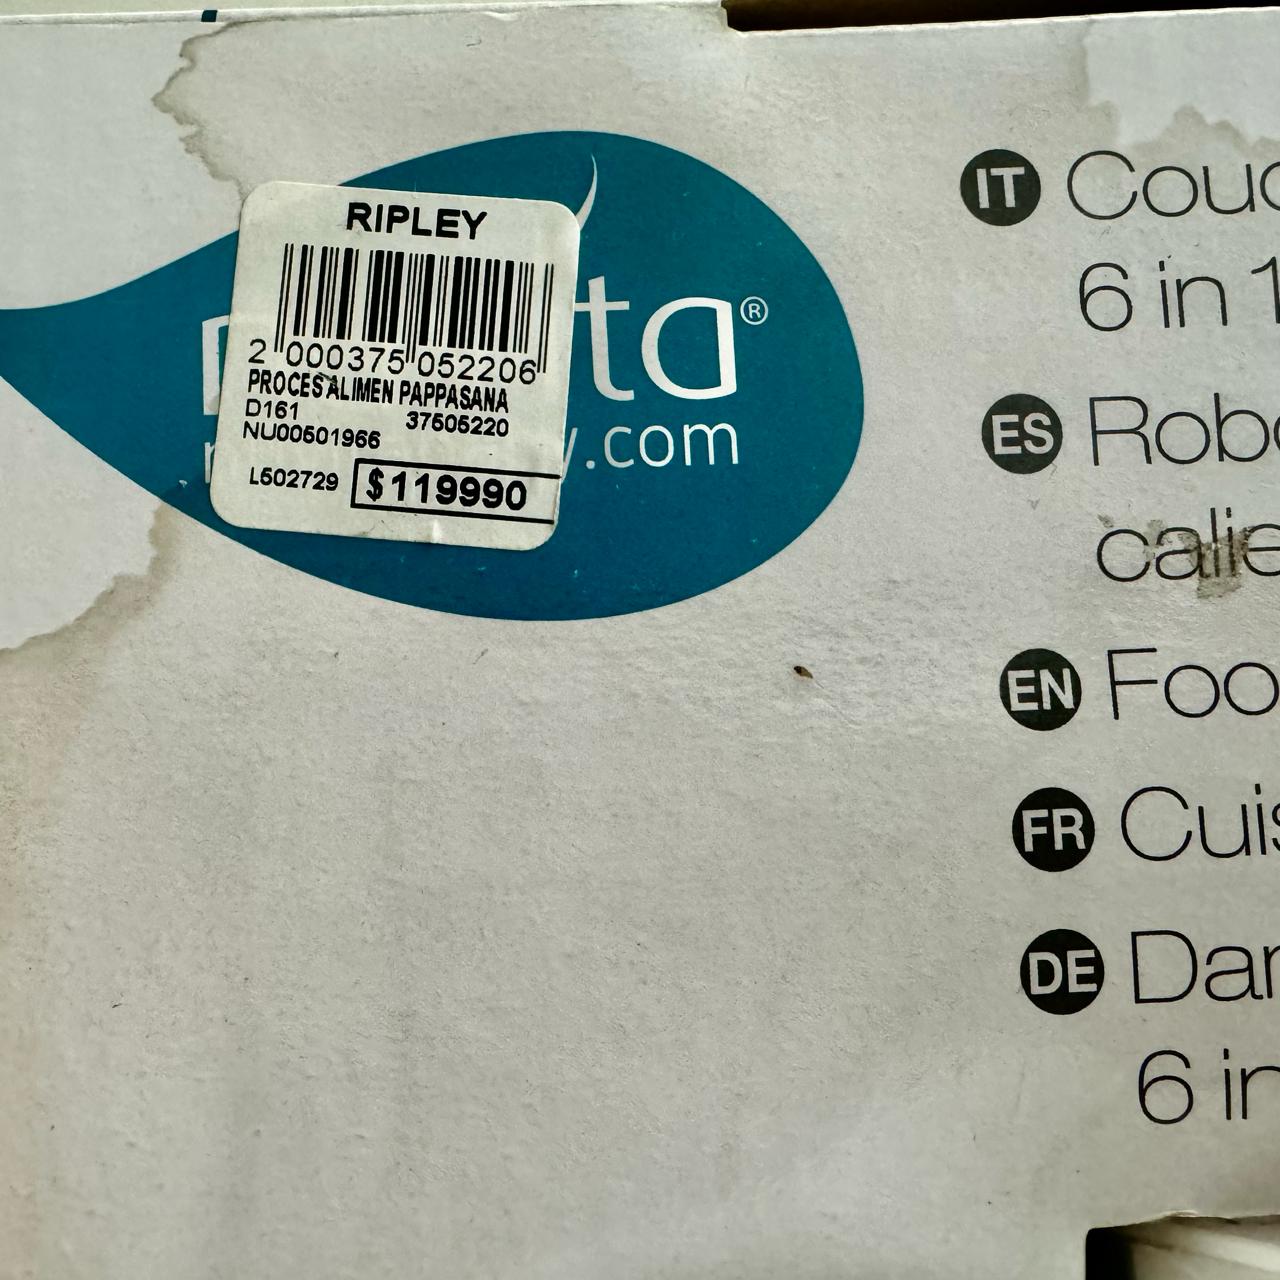 RIPLEY
2 000375 052206
PROCES ALIMEN PAPPASANA
D161 37505220
NU00501966
L502729 $119990
ta®
.com
IT Couc
6 in 1
ES Robo
calie
EN Foo
FR Cuis
DE Dar
6 in